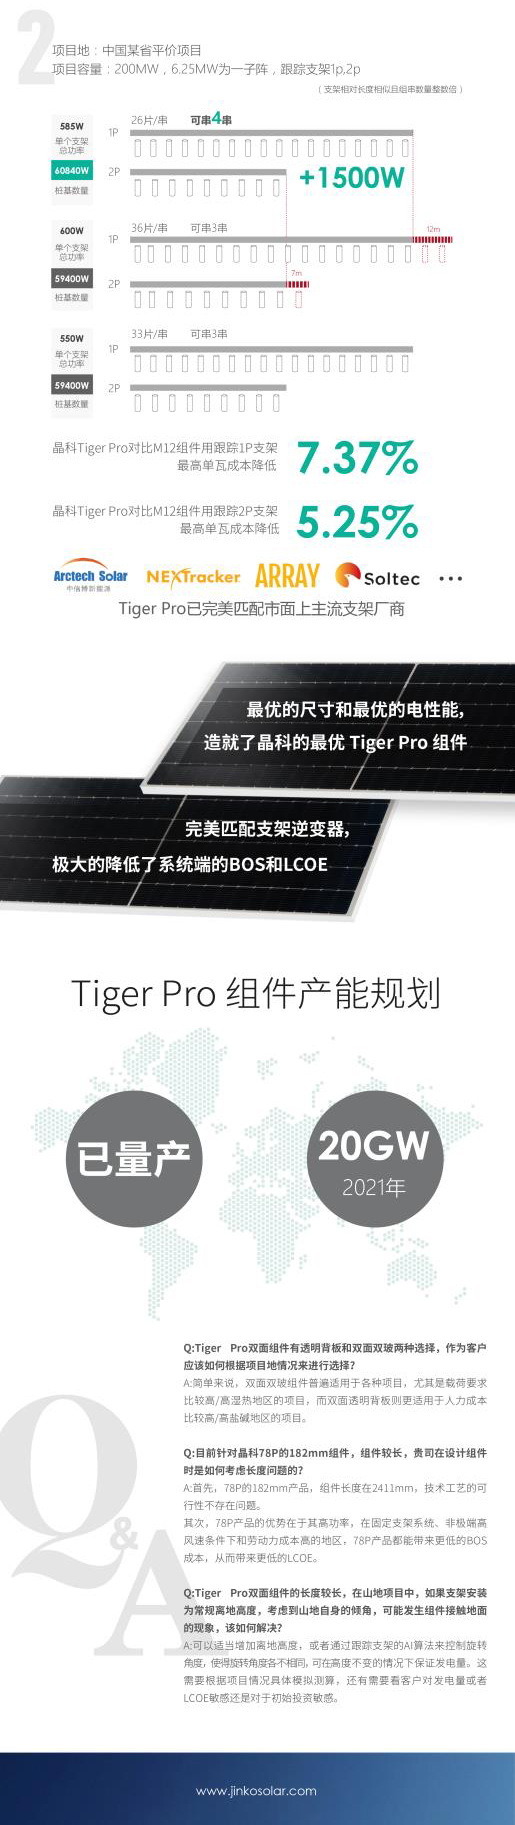 2
项目地：中国某省平价项目
项目容量：200MW，6.25MW为一子阵，跟踪支架1p,2p
（支架相对长度相似且组串数量整数倍）
585W
单个支架
总功率
60840W
桩基数量
26片/串 可串4串
1P
2P
+1500W
600W
单个支架
总功率
59400W
桩基数量
36片/串 可串3串
1P
12m
2P
7m
550W
单个支架
总功率
59400W
桩基数量
33片/串 可串3串
1P
2P
晶科Tiger Pro对比M12组件用跟踪1P支架
最高单瓦成本降低
7.37%
晶科Tiger Pro对比M12组件用跟踪2P支架
最高单瓦成本降低
5.25%
Arctech Solar
中信博新能源
NEXTracker
ARRAY
Soltec
•••
Tiger Pro已完美匹配市面上主流支架厂商
最优的尺寸和最优的电性能,
造就了晶科的最优 Tiger Pro 组件
完美匹配支架逆变器,
极大的降低了系统端的BOS和LCOE
Tiger Pro 组件产能规划
已量产
20GW
2021年
Q&A
Q:Tiger Pro双面组件有透明背板和双面双玻两种选择，作为客户
应该如何根据项目地情况来进行选择？
A:简单来说，双面双玻组件普遍适用于各种项目，尤其是载荷要求
比较高/高湿热地区的项目，而双面透明背板则更适用于人力成本
比较高/高盐碱地区的项目。
Q:目前针对晶科78P的182mm组件，组件较长，贵司在设计组件
时是如何考虑长度问题的？
A:首先，78P的182mm产品，组件长度在2411mm，技术工艺的可
行性不存在问题。
其次，78P产品的优势在于其高功率，在固定支架系统、非极端高
风速条件下和劳动力成本高的地区，78P产品都能带来更低的BOS
成本，从而带来更低的LCOE。
Q:Tiger Pro双面组件的长度较长，在山地项目中，如果支架安装
为常规离地高度，考虑到山地自身的倾角，可能发生组件接触地面
的现象，该如何解决？
A:可以适当增加离地高度，或者通过跟踪支架的AI算法来控制旋转
角度，使得旋转角度各不相同，可在高度不变的情况下保证发电量。这
需要根据项目情况具体模拟测算，还有需要看客户对发电量或者
LCOE敏感还是对于初始投资敏感。
www.jinkosolar.com